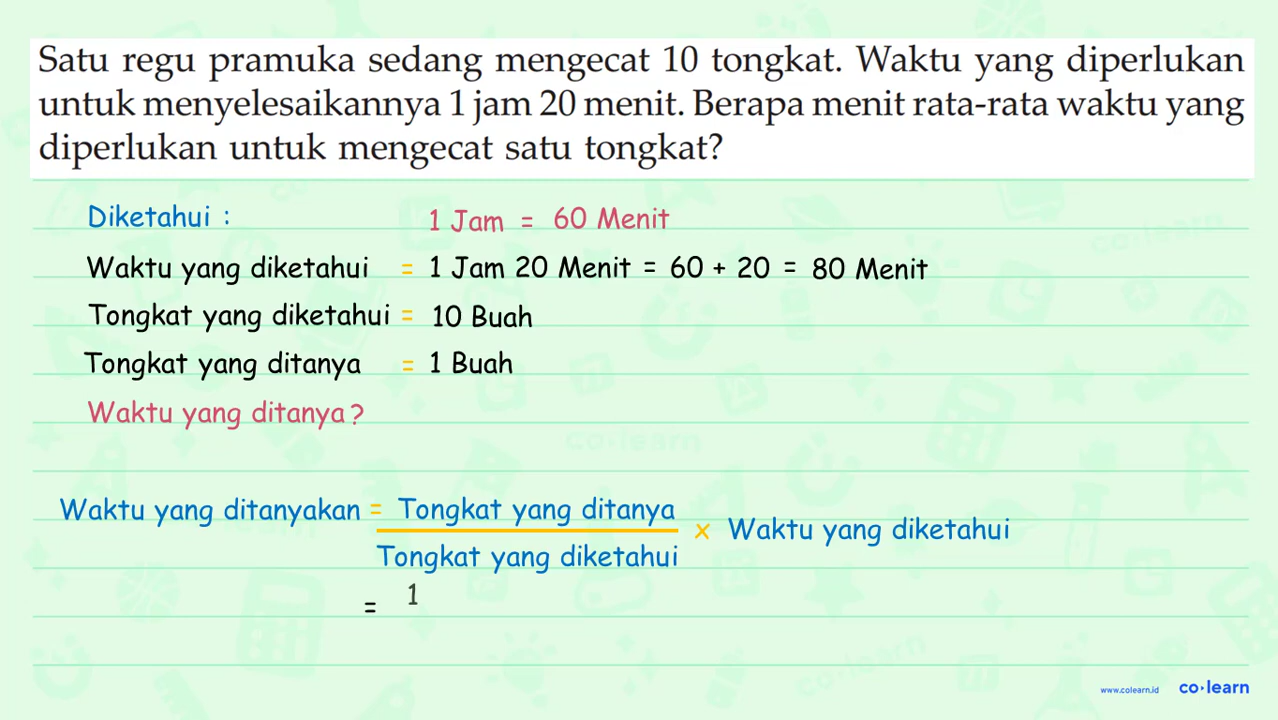 Satu regu pramuka sedang mengecat 10 tongkat. Waktu yang diperlukan
untuk menyelesaikannya 1 jam 20 menit. Berapa menit rata-rata waktu yang
diperlukan untuk mengecat satu tongkat?
Diketahui :
1 Jam = 60 Menit
Waktu yang diketahui = 1 Jam 20 Menit = 60 + 20 = 80 Menit
Tongkat yang diketahui = 10 Buah
Tongkat yang ditanya = 1 Buah
Waktu yang ditanya ?
Waktu yang ditanyakan = Tongkat yang ditanya
x Waktu yang diketahui
Tongkat yang diketahui
= 1
co·learn
www.colearn.id co·learn